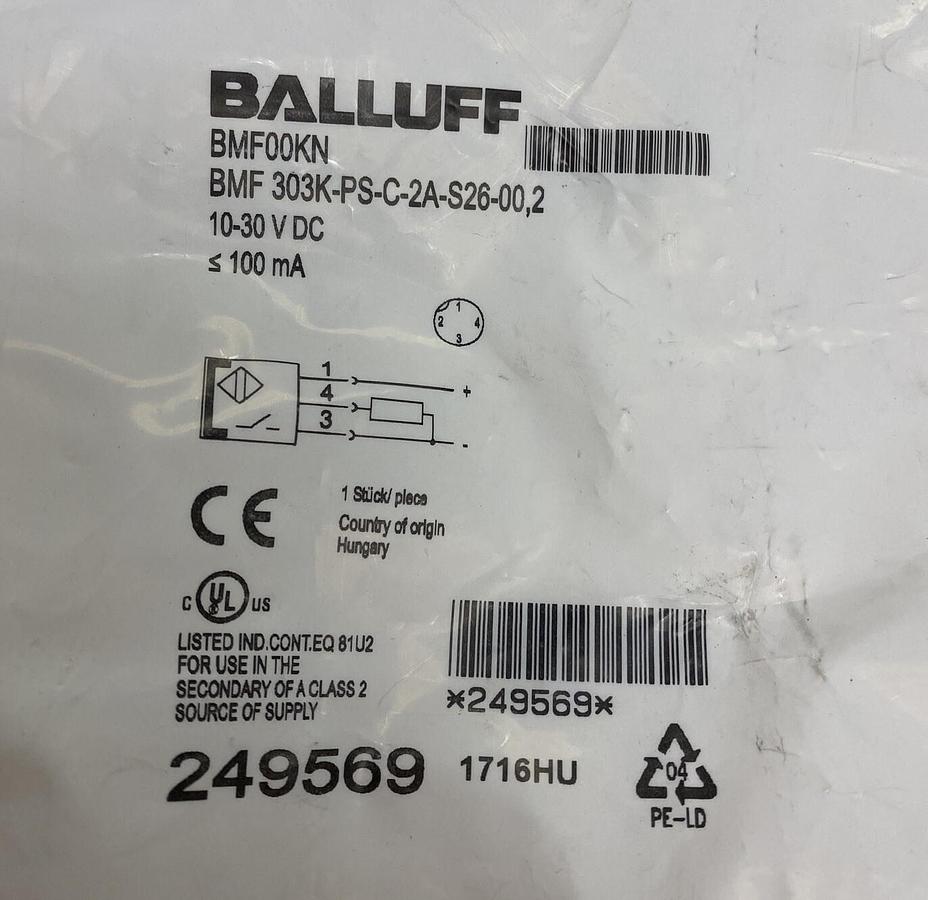 BALLUFF
BMF00KN
BMF 303K-PS-C-2A-S26-00,2
10-30 V DC
≤ 100 mA
1
2 4
3
1
+
4
3
-
CE
1 Stück/ piece
Country of origin
Hungary
C UL US
LISTED IND.CONT.EQ 81U2
FOR USE IN THE
SECONDARY OF A CLASS 2
SOURCE OF SUPPLY
*249569*
249569 1716HU
04
PE-LD